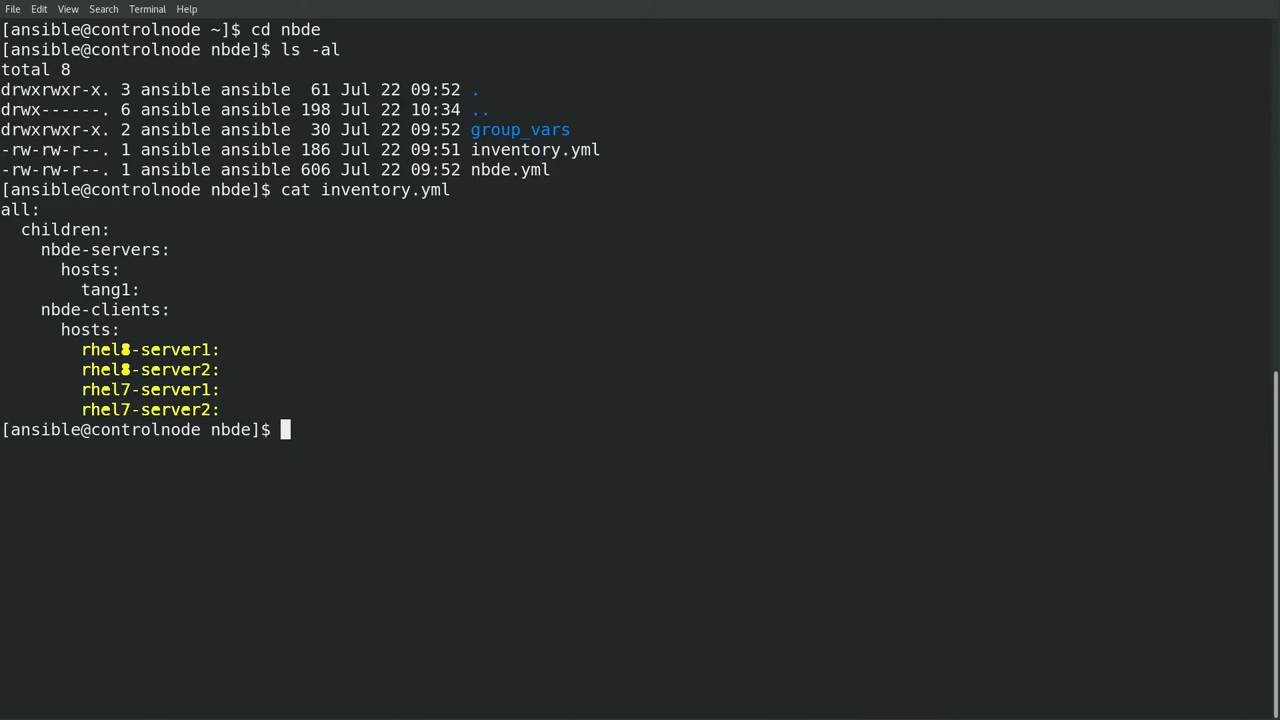 File Edit View Search Terminal Help
[ansible@controlnode ~]$ cd nbde
[ansible@controlnode nbde]$ ls -al
total 8
drwxrwxr-x. 3 ansible ansible  61 Jul 22 09:52 .
drwx------. 6 ansible ansible 198 Jul 22 10:34 ..
drwxrwxr-x. 2 ansible ansible  30 Jul 22 09:52 group_vars
-rw-rw-r--. 1 ansible ansible 186 Jul 22 09:51 inventory.yml
-rw-rw-r--. 1 ansible ansible 606 Jul 22 09:52 nbde.yml
[ansible@controlnode nbde]$ cat inventory.yml
all:
  children:
    nbde-servers:
      hosts:
        tang1:
    nbde-clients:
      hosts:
        rhel8-server1:
        rhel8-server2:
        rhel7-server1:
        rhel7-server2:
[ansible@controlnode nbde]$